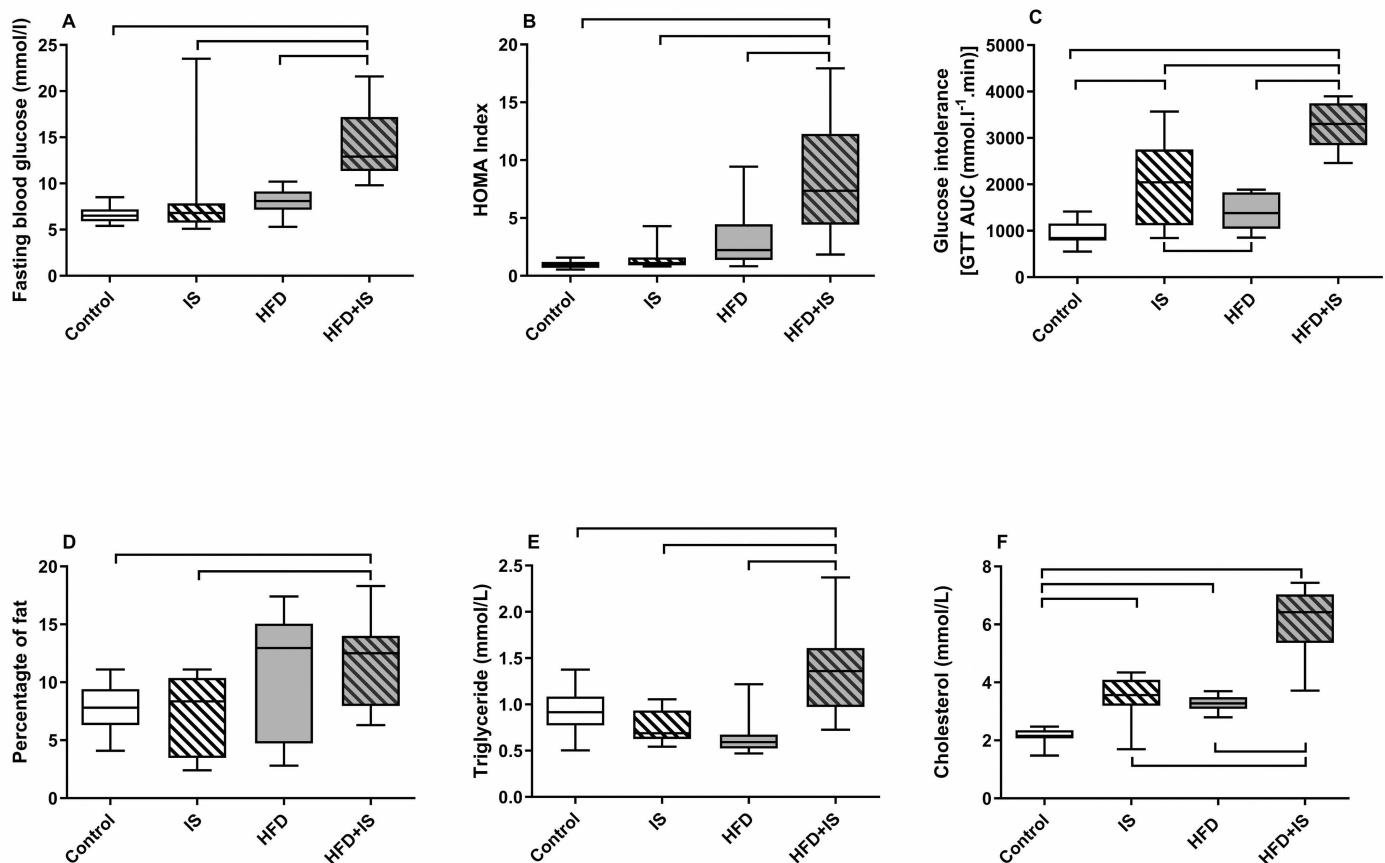 A
Fasting blood glucose (mmol/l)
25
20
15
10
5
0
Control
IS
HFD
HFD+IS
B
HOMA Index
20
15
10
5
0
Control
IS
HFD
HFD+IS
C
Glucose intolerance
[GTT AUC (mmol.l⁻¹.min)]
5000
4000
3000
2000
1000
0
Control
IS
HFD
HFD+IS
D
Percentagte of fat
20
15
10
5
0
Control
IS
HFD
HFD+IS
E
Triglyceride (mmol/L)
2.5
2.0
1.5
1.0
0.5
0.0
Control
IS
HFD
HFD+IS
F
Cholesterol (mmol/L)
8
6
4
2
0
Control
IS
HFD
HFD+IS